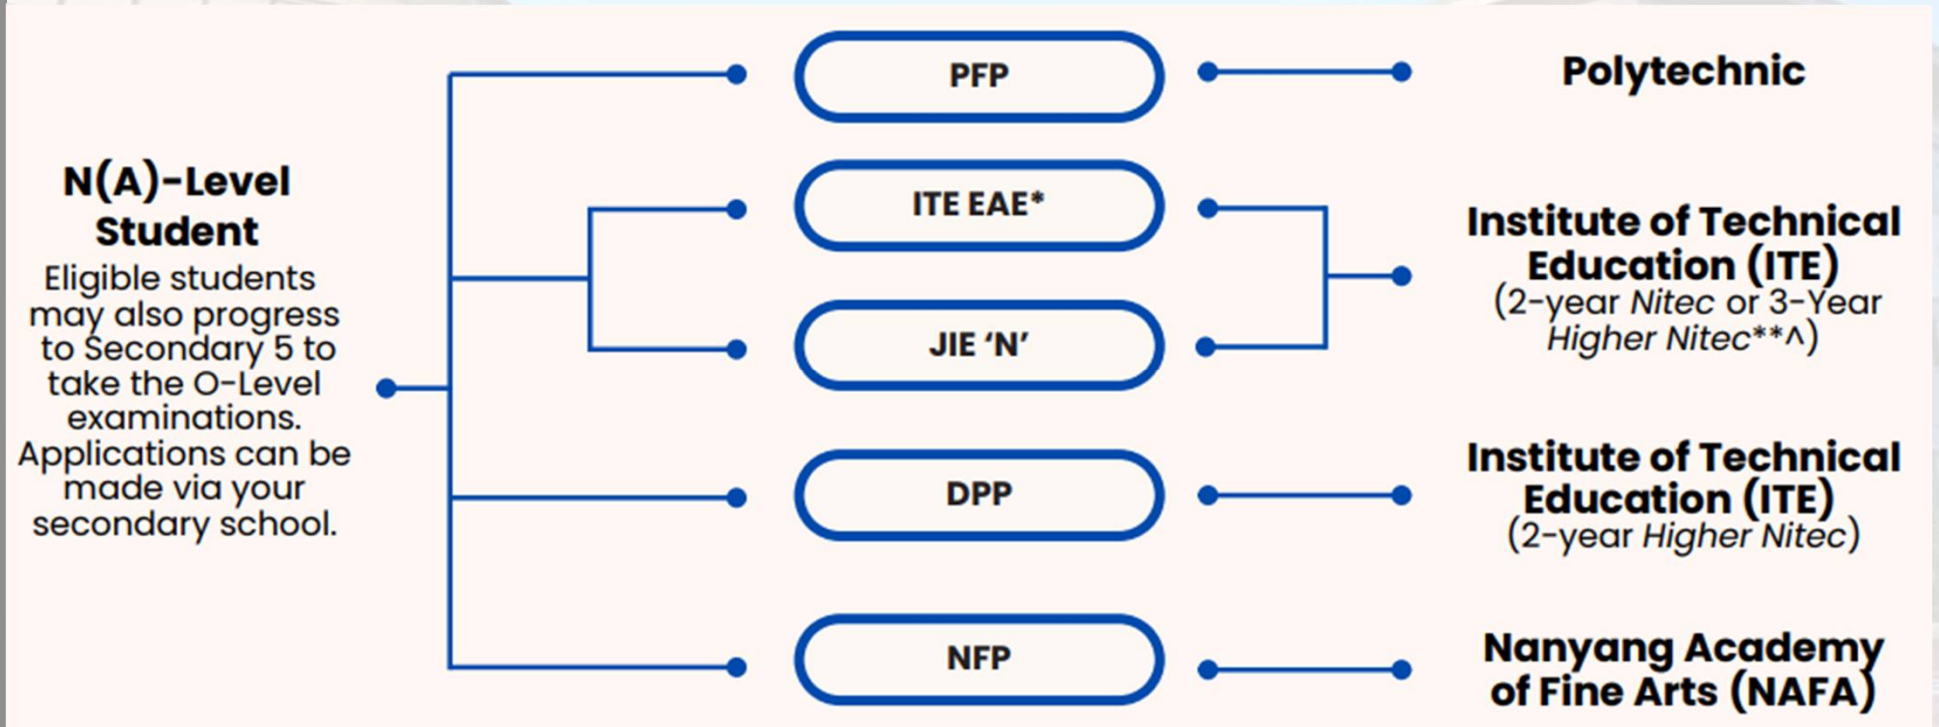 N(A)-Level
Student
Eligible students
may also progress
to Secondary 5 to
take the O-Level
examinations.
Applications can be
made via your
secondary school.
PFP
Polytechnic
ITE EAE*
JIE ‘N’
Institute of Technical
Education (ITE)
(2-year Nitec or 3-Year
Higher Nitec**^)
DPP
Institute of Technical
Education (ITE)
(2-year Higher Nitec)
NFP
Nanyang Academy
of Fine Arts (NAFA)